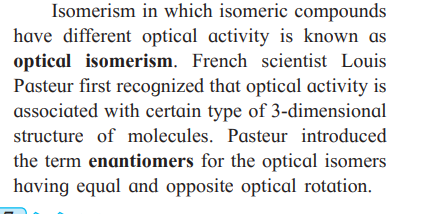 Isomerism in which isomeric compounds
have different optical activity is known as
optical isomerism. French scientist Louis
Pasteur first recognized that optical activity is
associated with certain type of 3-dimensional
structure of molecules. Pasteur introduced
the term enantiomers for the optical isomers
having equal and opposite optical rotation.